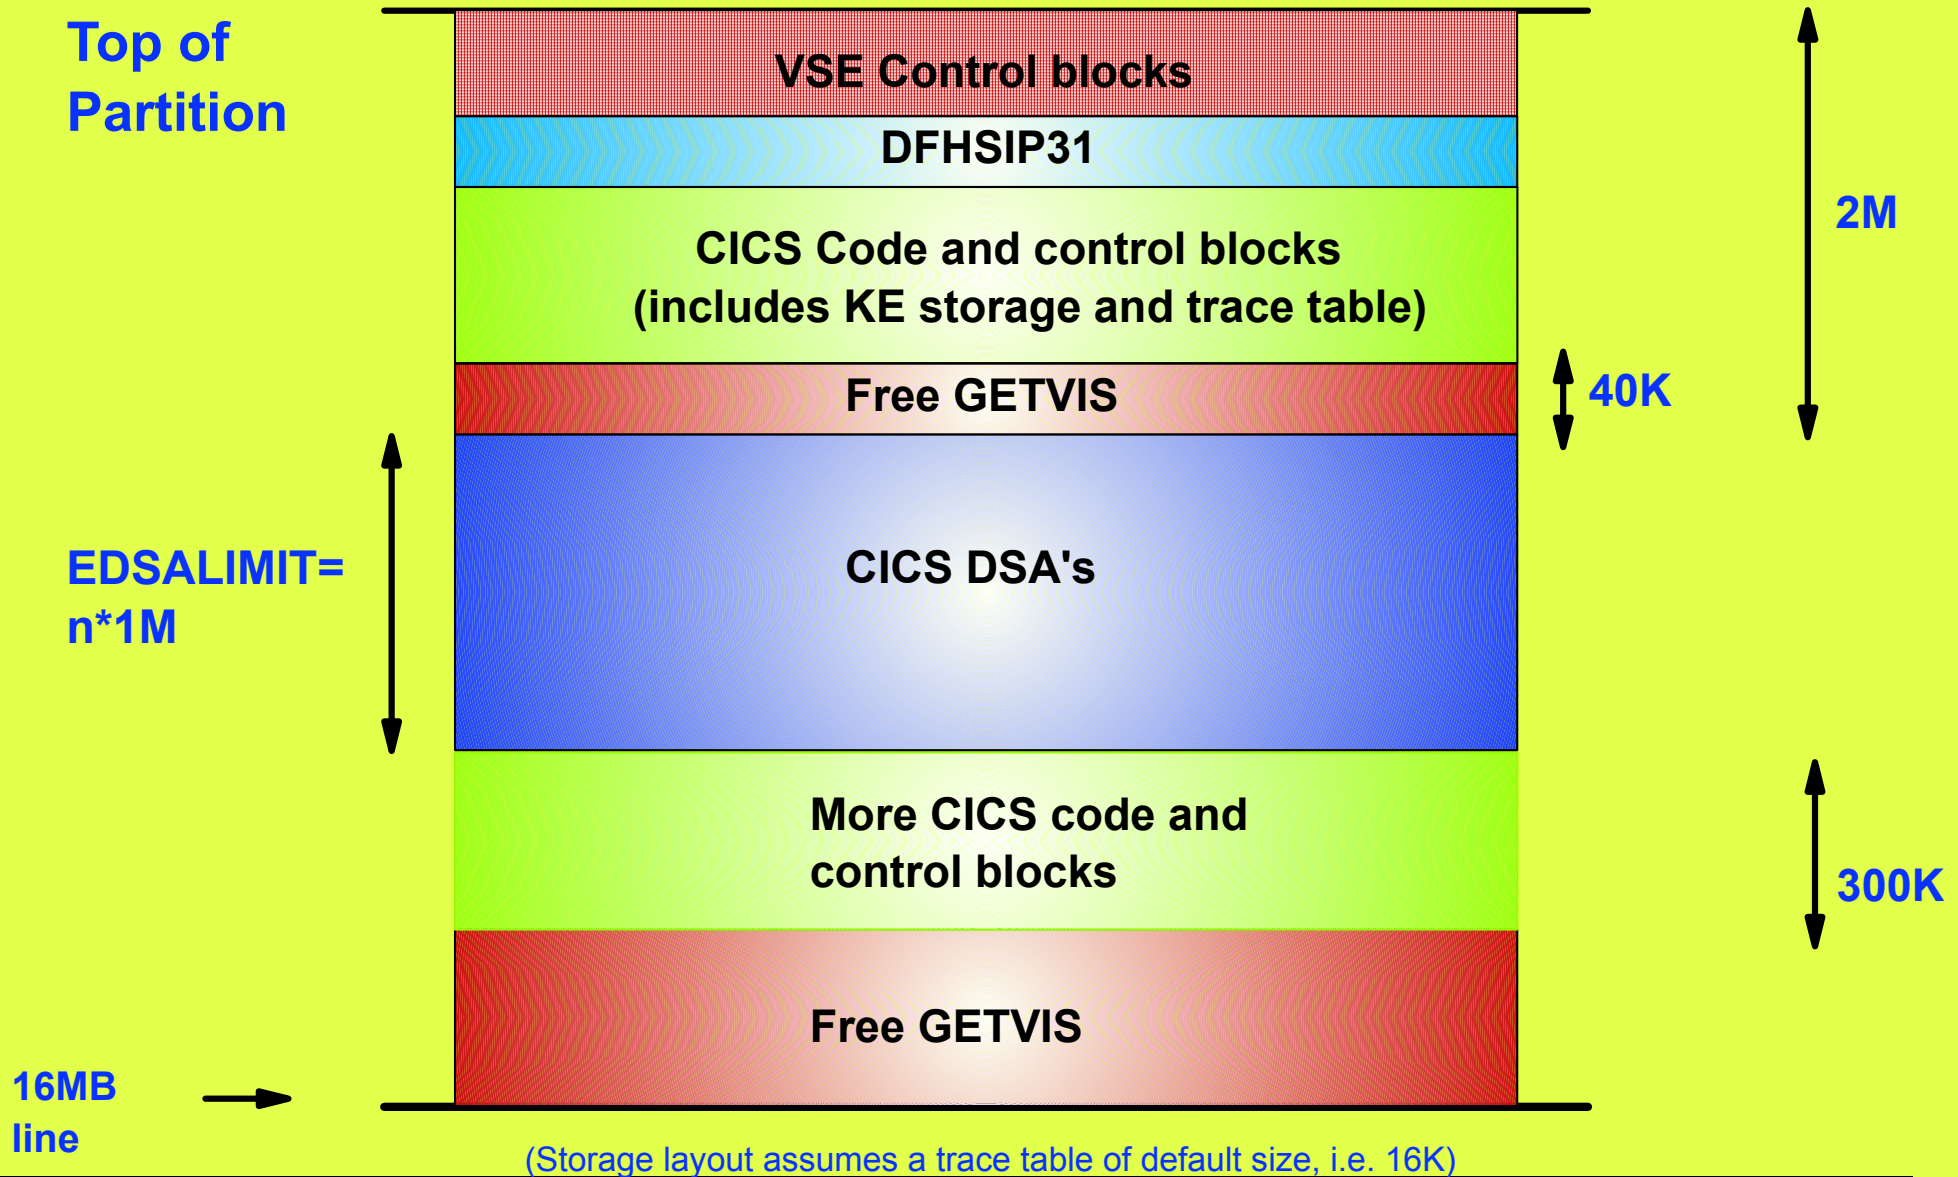 Top of
Partition
VSE Control blocks
DFHSIP31
2M
CICS Code and control blocks
(includes KE storage and trace table)
Free GETVIS
40K
EDSALIMIT=
n*1M
CICS DSA's
More CICS code and
control blocks
300K
Free GETVIS
16MB
line
(Storage layout assumes a trace table of default size, i.e. 16K)